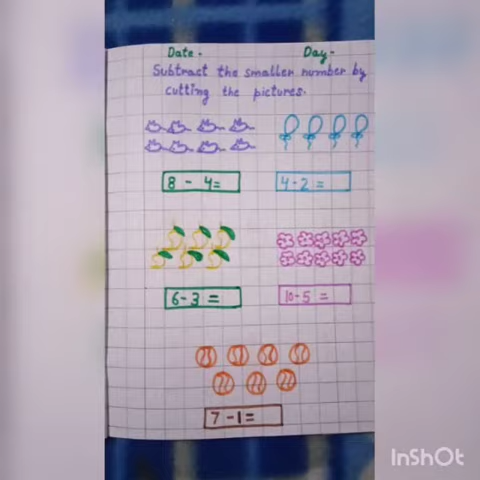 Date - Day -
Subtract the smaller number by
cutting the pictures.
8 - 4 =
4 - 2 =
6 - 3 =
10 - 5 =
7 - 1 =
InShOt